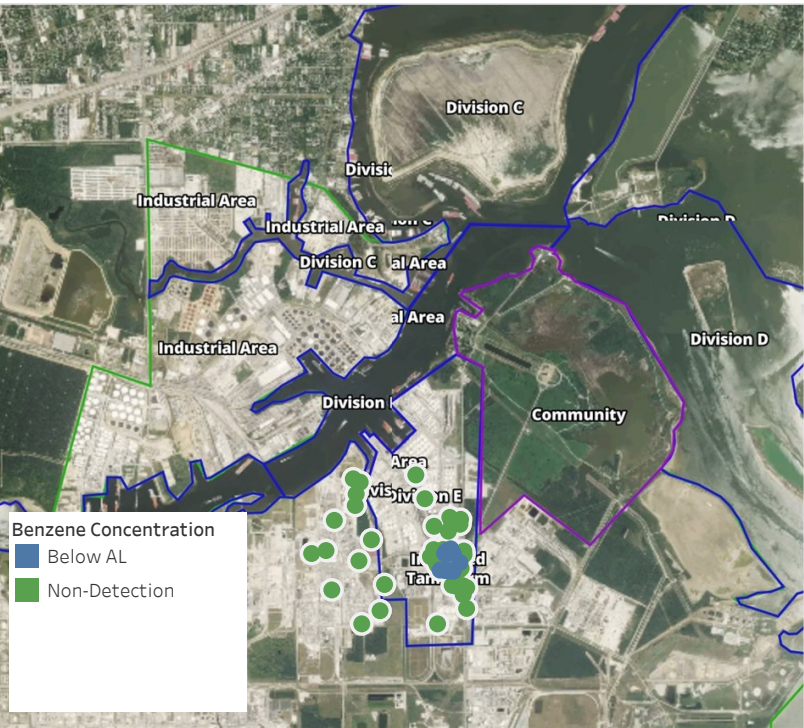 Division C
Divisic
Industrial Area
Industrial Area
Division C
al Area
al Area
Division D
Division D
Industrial Area
Division
Community
Area
Division E
Benzene Concentration
Below AL
Non-Detection